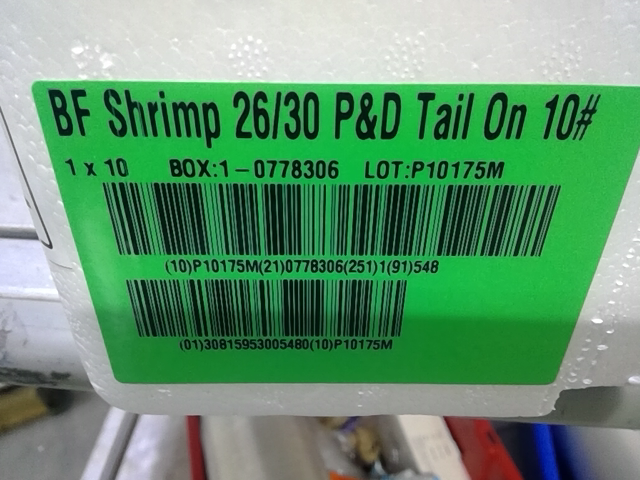 BF Shrimp 26/30 P&D Tail On 10#
1 x 10 BOX:1-0778306 LOT:P10175M
(10)P10175M(21)0778306(251)1(91)548
(01)30815953005480(10)P10175M